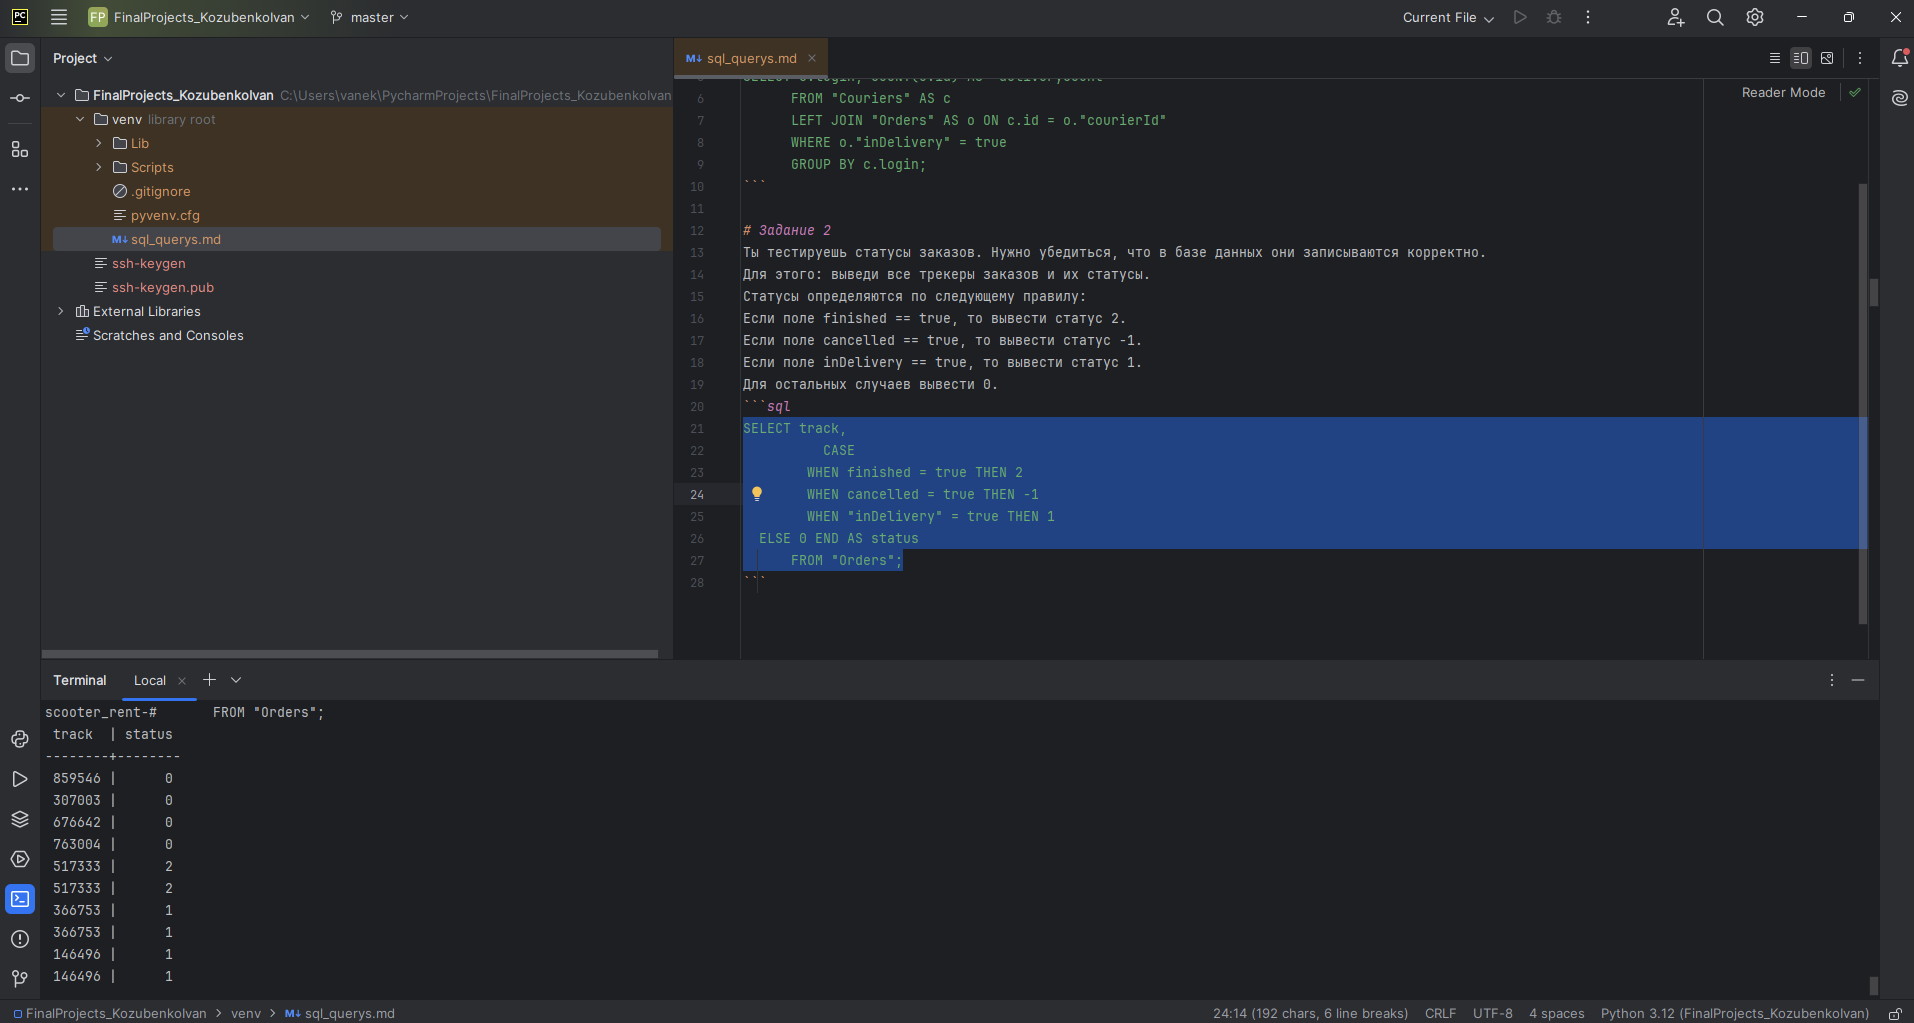 PC
FP FinalProjects_KozubenkoIvan
master
Current File
Project
FinalProjects_KozubenkoIvan C:\Users\vanek\PycharmProjects\FinalProjects_KozubenkoIvan
venv library root
Lib
Scripts
.gitignore
pyvenv.cfg
M↓ sql_querys.md
ssh-keygen
ssh-keygen.pub
External Libraries
Scratches and Consoles
M↓ sql_querys.md
Reader Mode
6 FROM "Couriers" AS c
7 LEFT JOIN "Orders" AS o ON c.id = o."courierId"
8 WHERE o."inDelivery" = true
9 GROUP BY c.login;
10 ```
11
12 # Задание 2
13 Ты тестируешь статусы заказов. Нужно убедиться, что в базе данных они записываются корректно.
14 Для этого: выведи все трекеры заказов и их статусы.
15 Статусы определяются по следующему правилу:
16 Если поле finished == true, то вывести статус 2.
17 Если поле cancelled == true, то вывести статус -1.
18 Если поле inDelivery == true, то вывести статус 1.
19 Для остальных случаев вывести 0.
20 ```sql
21 SELECT track,
22 CASE
23 WHEN finished = true THEN 2
24 WHEN cancelled = true THEN -1
25 WHEN "inDelivery" = true THEN 1
26 ELSE 0 END AS status
27 FROM "Orders";
28 ```
Terminal
Local
scooter_rent-# FROM "Orders";
track | status
--------+--------
859546 | 0
307003 | 0
676642 | 0
763004 | 0
517333 | 2
517333 | 2
366753 | 1
366753 | 1
146496 | 1
146496 | 1
FinalProjects_KozubenkoIvan > venv > M↓ sql_querys.md
24:14 (192 chars, 6 line breaks) CRLF UTF-8 4 spaces Python 3.12 (FinalProjects_KozubenkoIvan)